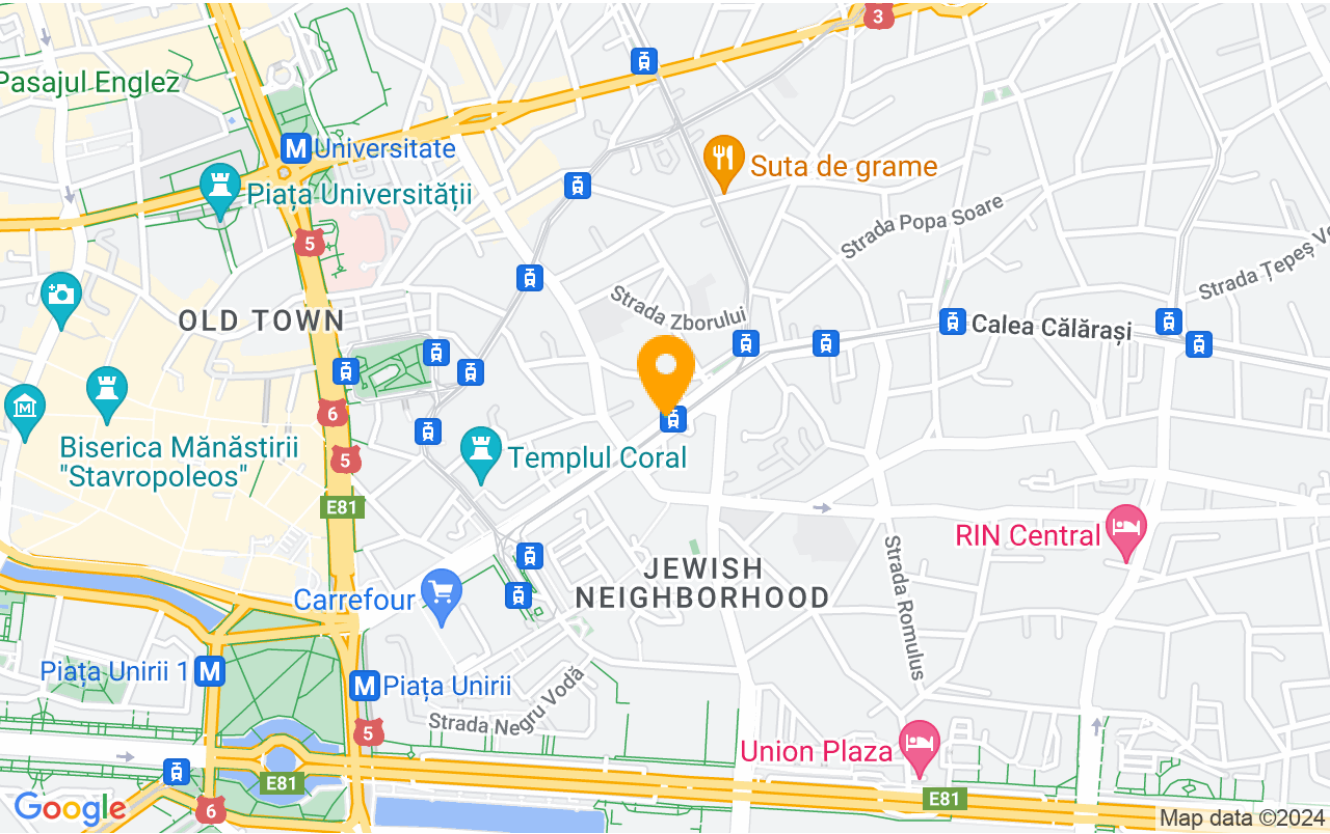 3
Pasajul Englez
M Universitate
Suta de grame
Piața Universității
Strada Popa Soare
5
Strada Țepeș Vo
Strada Zborului
OLD TOWN
Calea Călărași
6
M
Biserica Mănăstirii
"Stavropoleos"
Templul Coral
5
E81
RIN Central
JEWISH
NEIGHBORHOOD
Carrefour
Strada Romulus
Piața Unirii 1 M
M Piața Unirii
Strada Negru Vodă
5
Union Plaza
E81
E81
Google
6
Map data ©2024